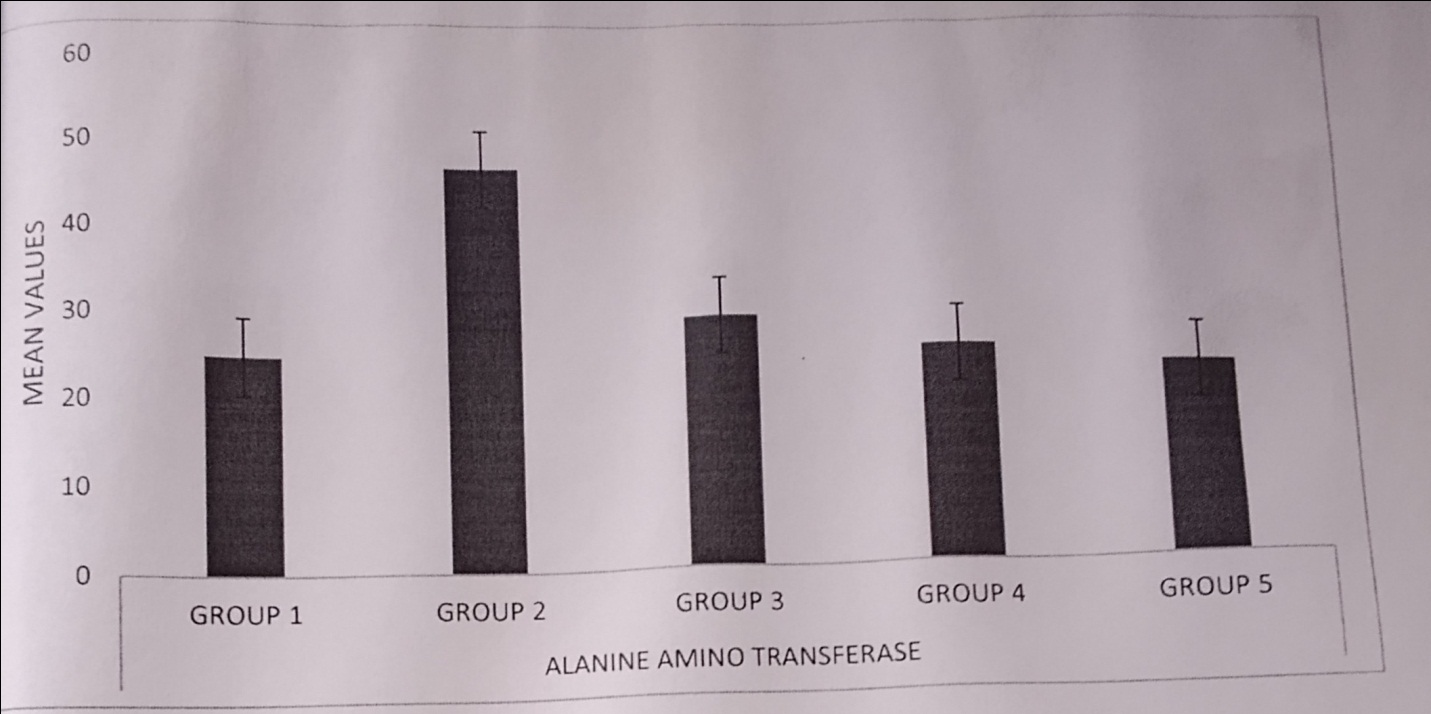 MEAN VALUES
60
50
40
30
20
10
0
GROUP 1
GROUP 2
GROUP 3
GROUP 4
GROUP 5
ALANINE AMINO TRANSFERASE